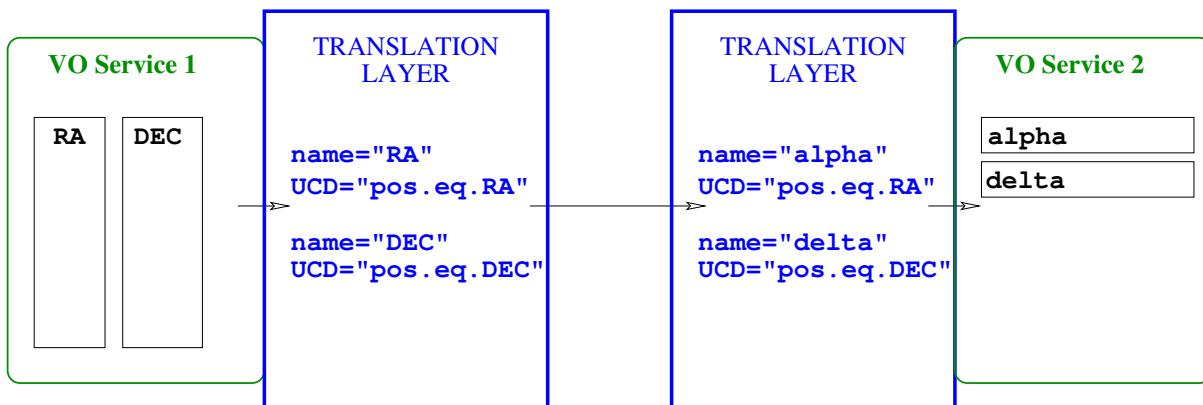 VO Service 1
RA
DEC
TRANSLATION
LAYER
name="RA"
UCD="pos.eq.RA"
name="DEC"
UCD="pos.eq.DEC"
TRANSLATION
LAYER
name="alpha"
UCD="pos.eq.RA"
name="delta"
UCD="pos.eq.DEC"
VO Service 2
alpha
delta